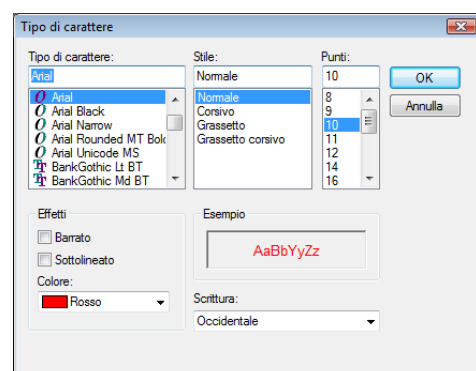 Tipo di carattere
Tipo di carattere:
Arial
Arial
Arial Black
Arial Narrow
Arial Rounded MT Bold
Arial Unicode MS
BankGothic Lt BT
BankGothic Md BT
Stile:
Normale
Normale
Corsivo
Grassetto
Grassetto corsivo
Punti:
10
8
9
10
11
12
14
16
OK
Annulla
Effetti
Barrato
Sottolineato
Colore:
Rosso
Esempio
AaBbYyZz
Scrittura:
Occidentale